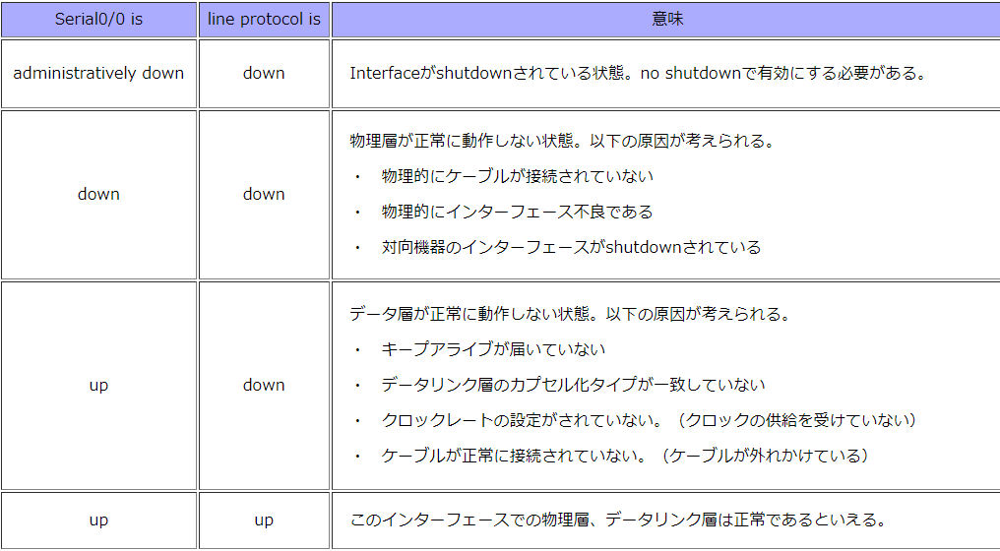 Serial0/0 is line protocol is 意味
administratively down down Interfaceがshutdownされている状態。no shutdownで有効にする必要がある。
物理層が正常に動作しない状態。以下の原因が考えられる。
・ 物理的にケーブルが接続されていない
down down
・ 物理的にインターフェース不良である
・ 対向機器のインターフェースがshutdownされている
データ層が正常に動作しない状態。以下の原因が考えられる。
・ キープアライブが届いていない
up down
・ データリンク層のカプセル化タイプが一致していない
・ クロックレートの設定がされていない。（クロックの供給を受けていない）
・ ケーブルが正常に接続されていない。（ケーブルが外れかけている）
up up このインターフェースでの物理層、データリンク層は正常であるといえる。